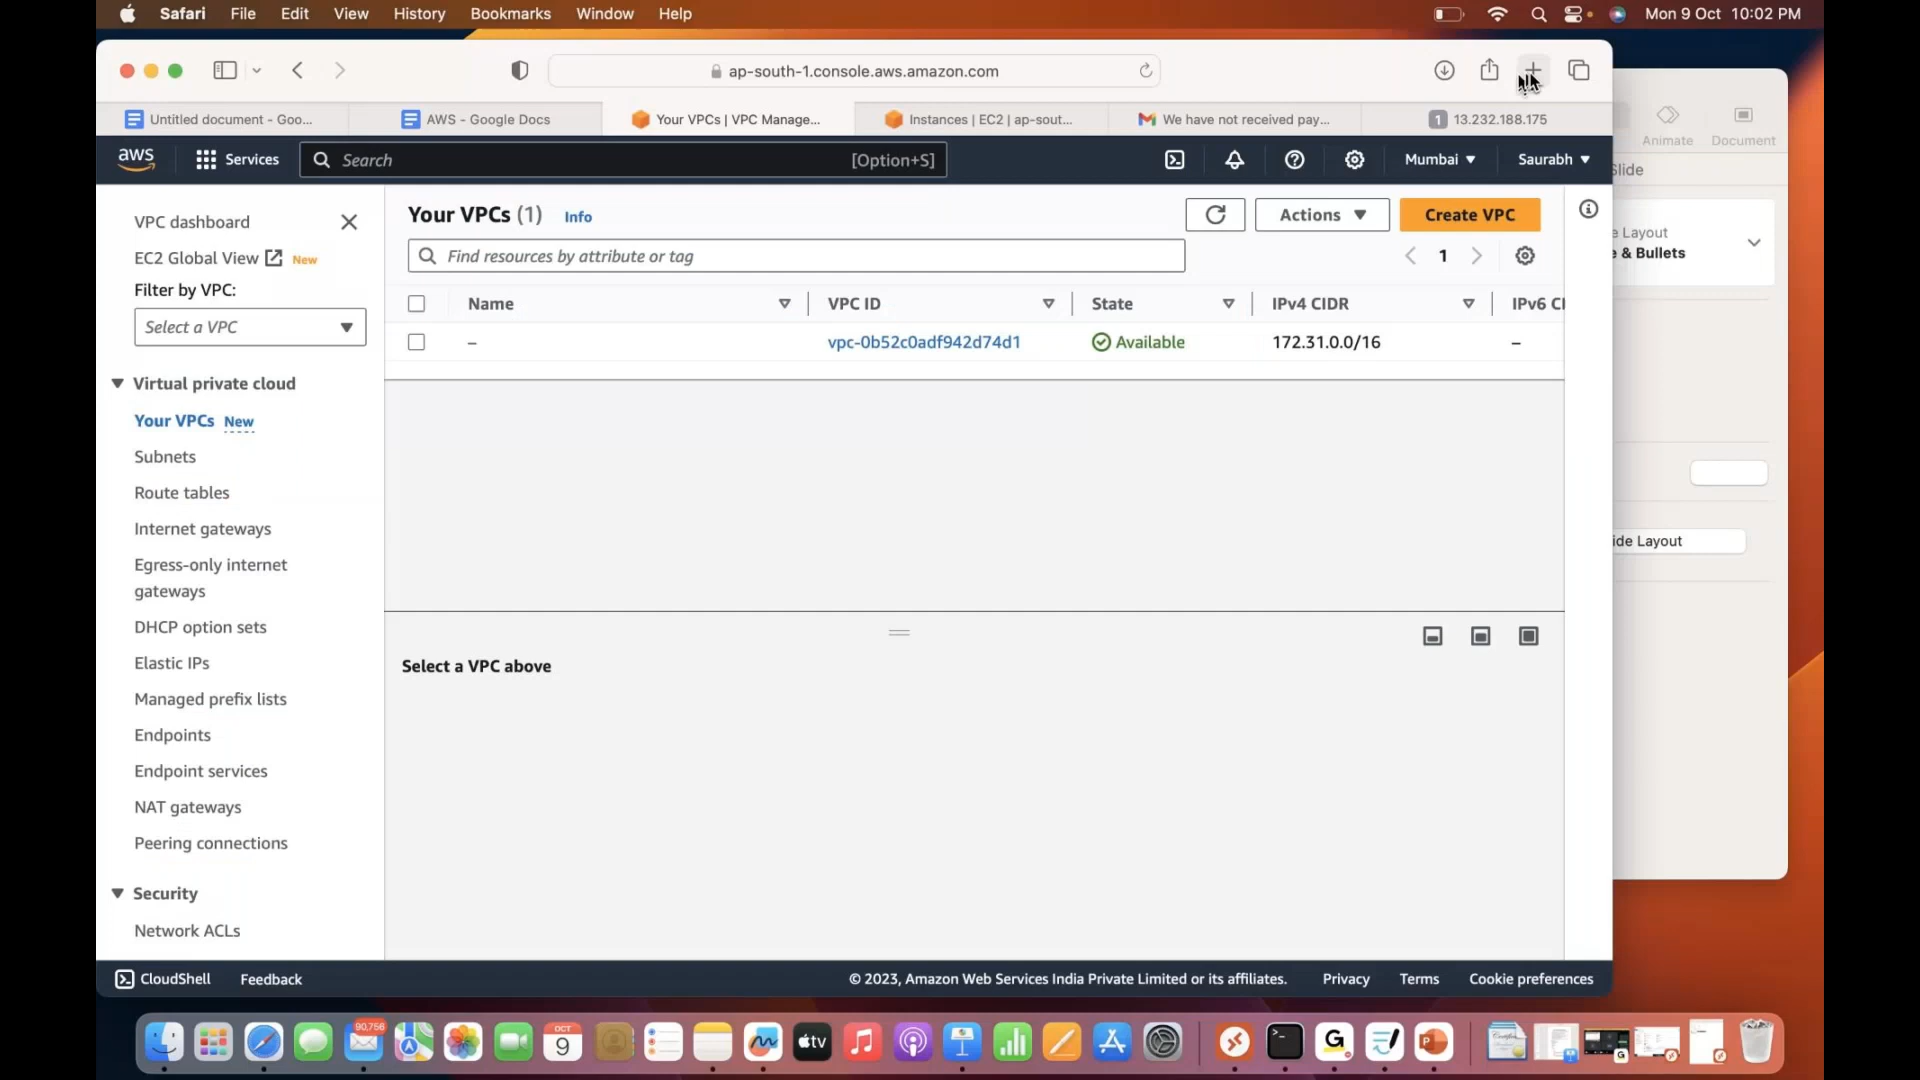 Safari File Edit View History Bookmarks Window Help Mon 9 Oct 10:02 PM
ap-south-1.console.aws.amazon.com
Untitled document - Goo... AWS - Google Docs Your VPCs | VPC Manage... Instances | EC2 | ap-sout... We have not received pay... 1 13.232.188.175
Animate Document
aws Services Search [Option+S] Mumbai Saurabh
Slide
VPC dashboard
EC2 Global View New
Filter by VPC:
Select a VPC
Virtual private cloud
Your VPCs New
Subnets
Route tables
Internet gateways
Egress-only internet
gateways
DHCP option sets
Elastic IPs
Managed prefix lists
Endpoints
Endpoint services
NAT gateways
Peering connections
Security
Network ACLs
Your VPCs (1) Info Actions Create VPC
Find resources by attribute or tag 1
Name VPC ID State IPv4 CIDR IPv6 CI
– vpc-0b52c0adf942d74d1 Available 172.31.0.0/16 –
Select a VPC above
e Layout
e & Bullets
ide Layout
CloudShell Feedback © 2023, Amazon Web Services India Private Limited or its affiliates. Privacy Terms Cookie preferences
90,756
OCT
9
tv